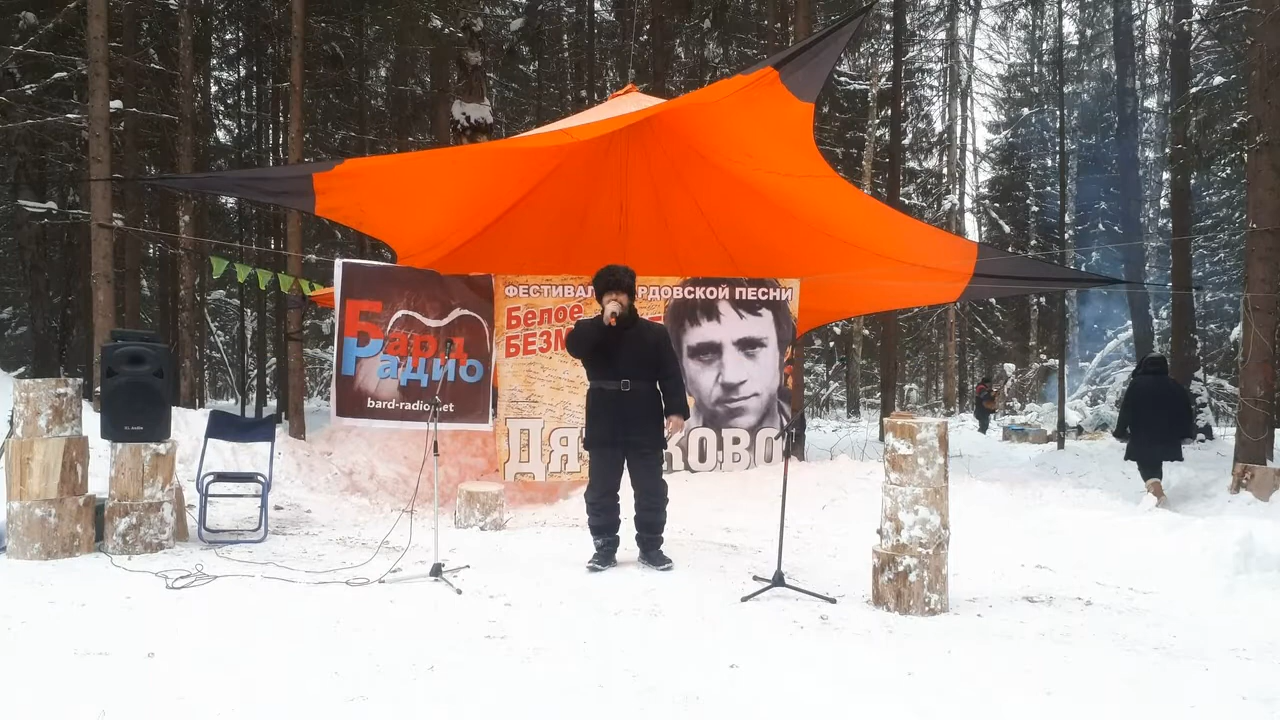 Бард
Радио
bard-radio.net
ФЕСТИВАЛ РДОВСКОЙ ПЕСНИ
Белое
БЕЗМ
ДЯ КОВО